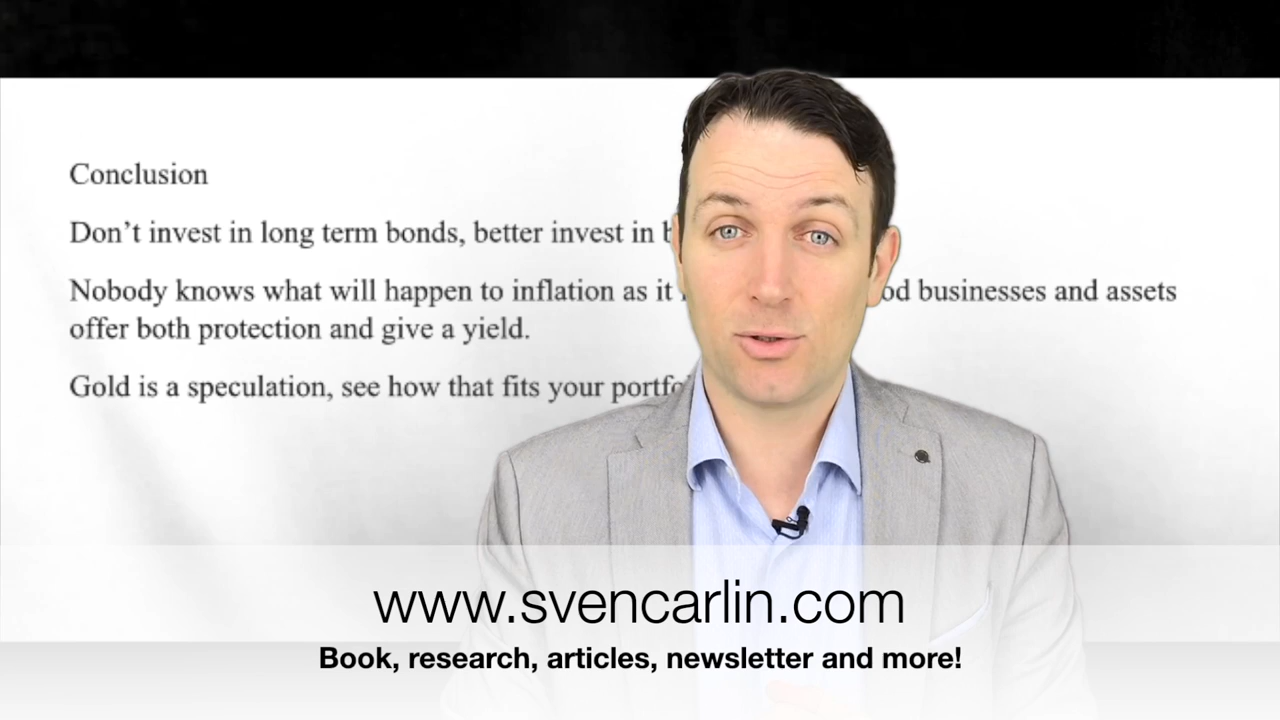 Conclusion
Don’t invest in long term bonds, better invest in
Nobody knows what will happen to inflation as it businesses and assets
offer both protection and give a yield.
Gold is a speculation, see how that fits your
www.svencarlin.com
Book, research, articles, newsletter and more!